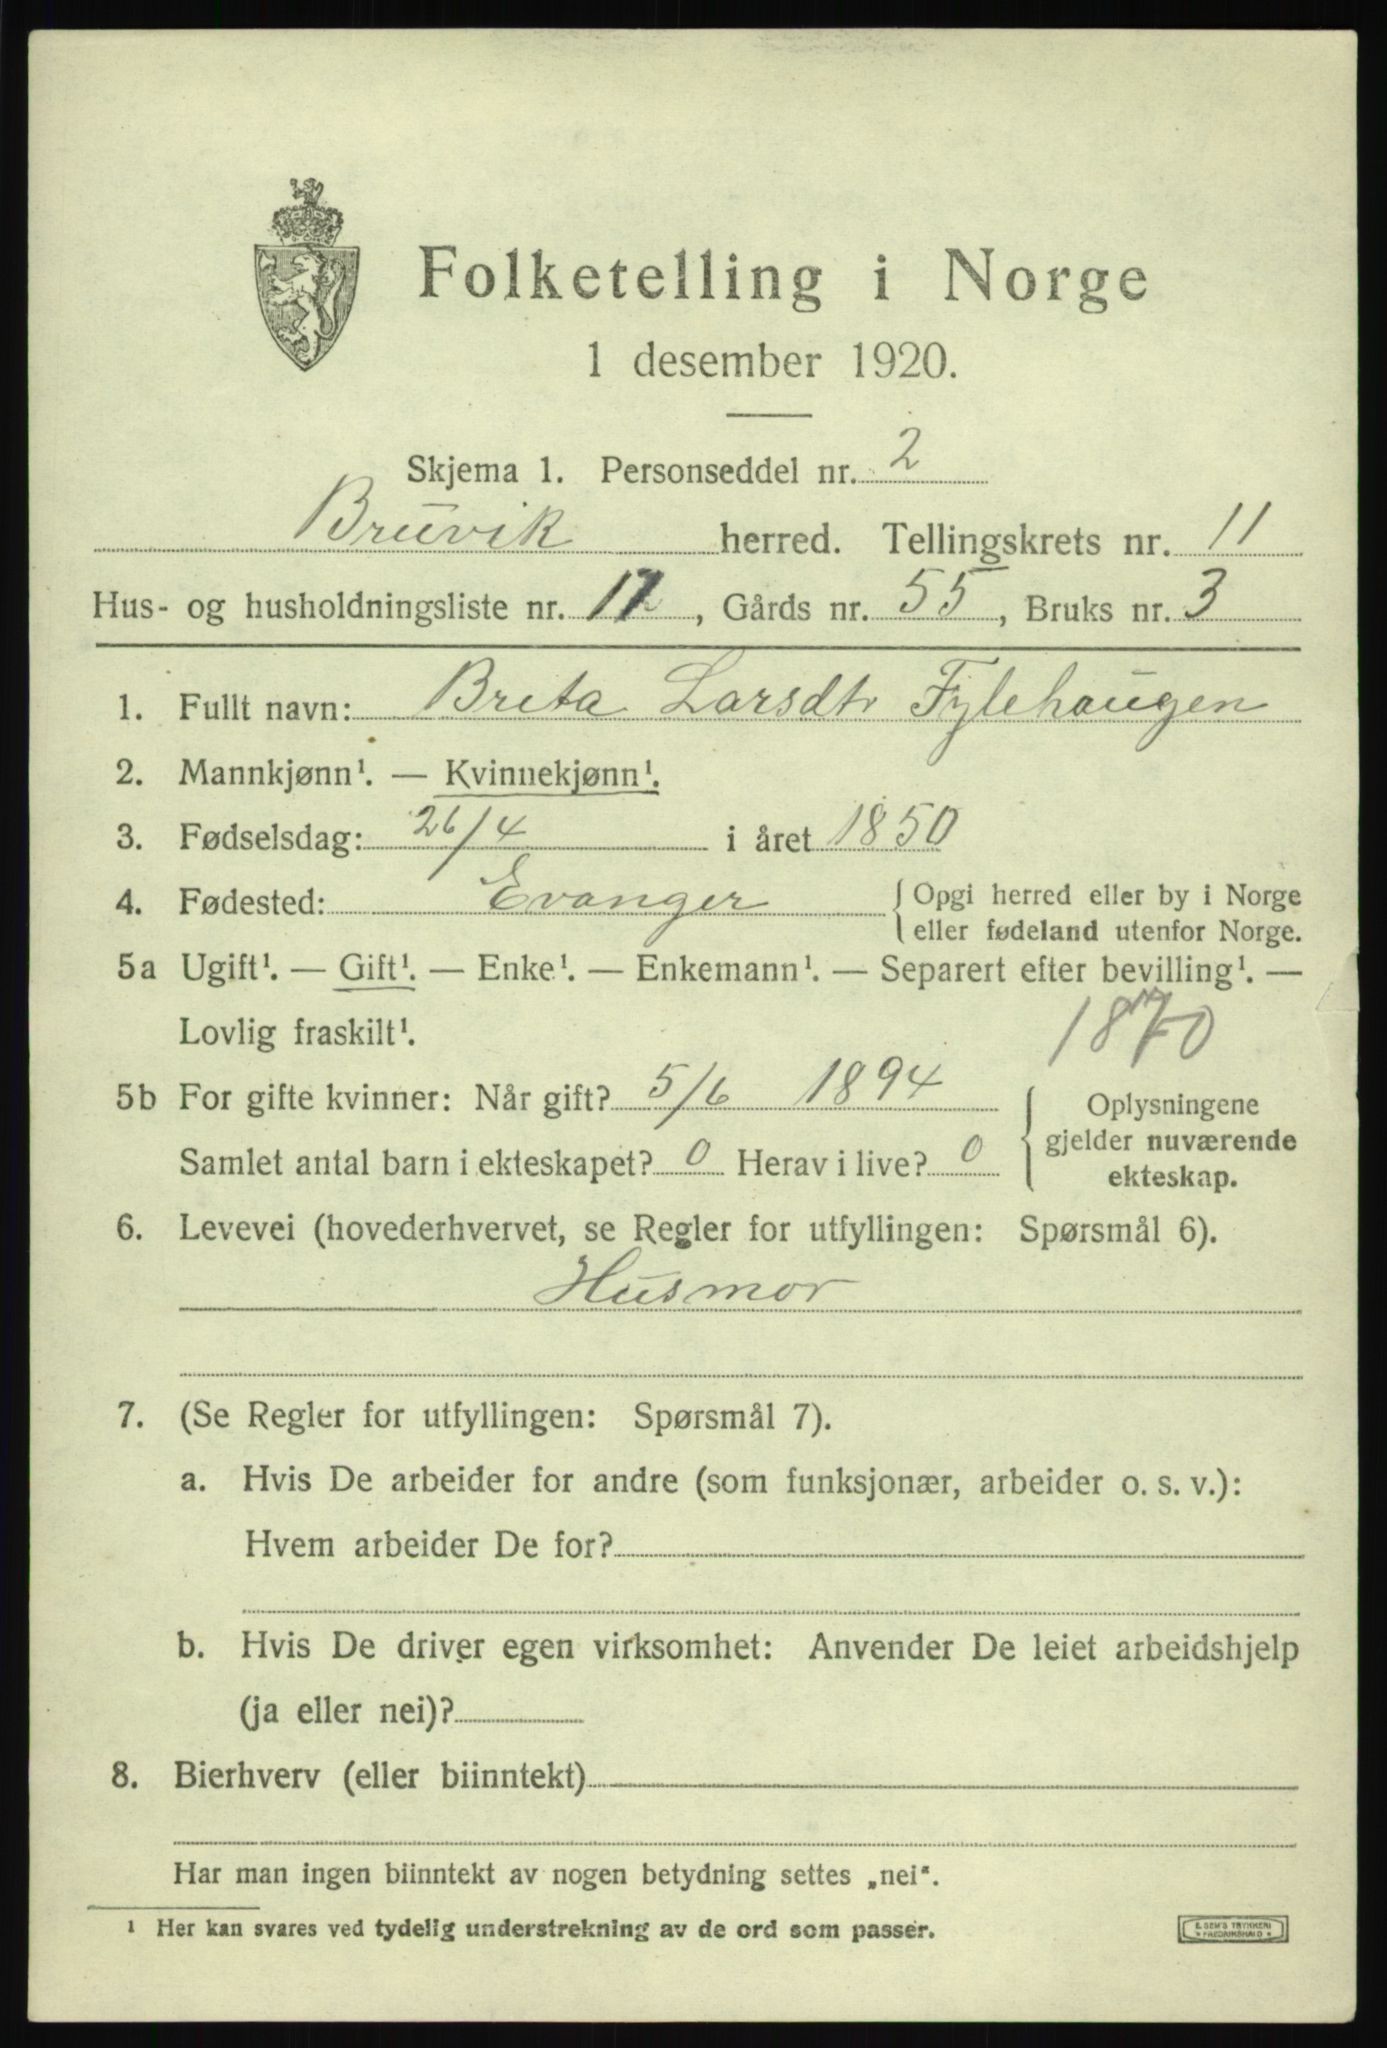 Folketelling i Norge
1 desember 1920.
Skjema 1. Personseddel nr. 2
Bruvik herred. Tellingskrets nr. 11
Hus- og husholdningsliste nr. 12, Gårds nr. 55, Bruks nr. 3
1. Fullt navn: Brita Larsdtr Fylehaugen
2. Mannkjønn¹. — Kvinnekjønn¹.
3. Fødselsdag: 26/4 i året 1850
4. Fødested: Evanger { Opgi herred eller by i Norge
eller fødeland utenfor Norge.
5a Ugift¹. — Gift¹. — Enke¹. — Enkemann¹. — Separert efter bevilling¹. —
Lovlig fraskilt¹. 1870
5b For gifte kvinner: Når gift? 5/6 1894 { Oplysningene
gjelder nuværende
ekteskap.
Samlet antal barn i ekteskapet? 0 Herav i live? 0
6. Levevei (hovederhvervet, se Regler for utfyllingen: Spørsmål 6).
Husmor
7. (Se Regler for utfyllingen: Spørsmål 7).
a. Hvis De arbeider for andre (som funksjonær, arbeider o. s. v.):
Hvem arbeider De for?
b. Hvis De driver egen virksomhet: Anvender De leiet arbeidshjelp
(ja eller nei)?
8. Bierhverv (eller biinntekt)
Har man ingen biinntekt av nogen betydning settes „nei“.
¹ Her kan svares ved tydelig understrekning av de ord som passer.
E. SEM'S TRYKKERI
* FREDRIKSHALD *